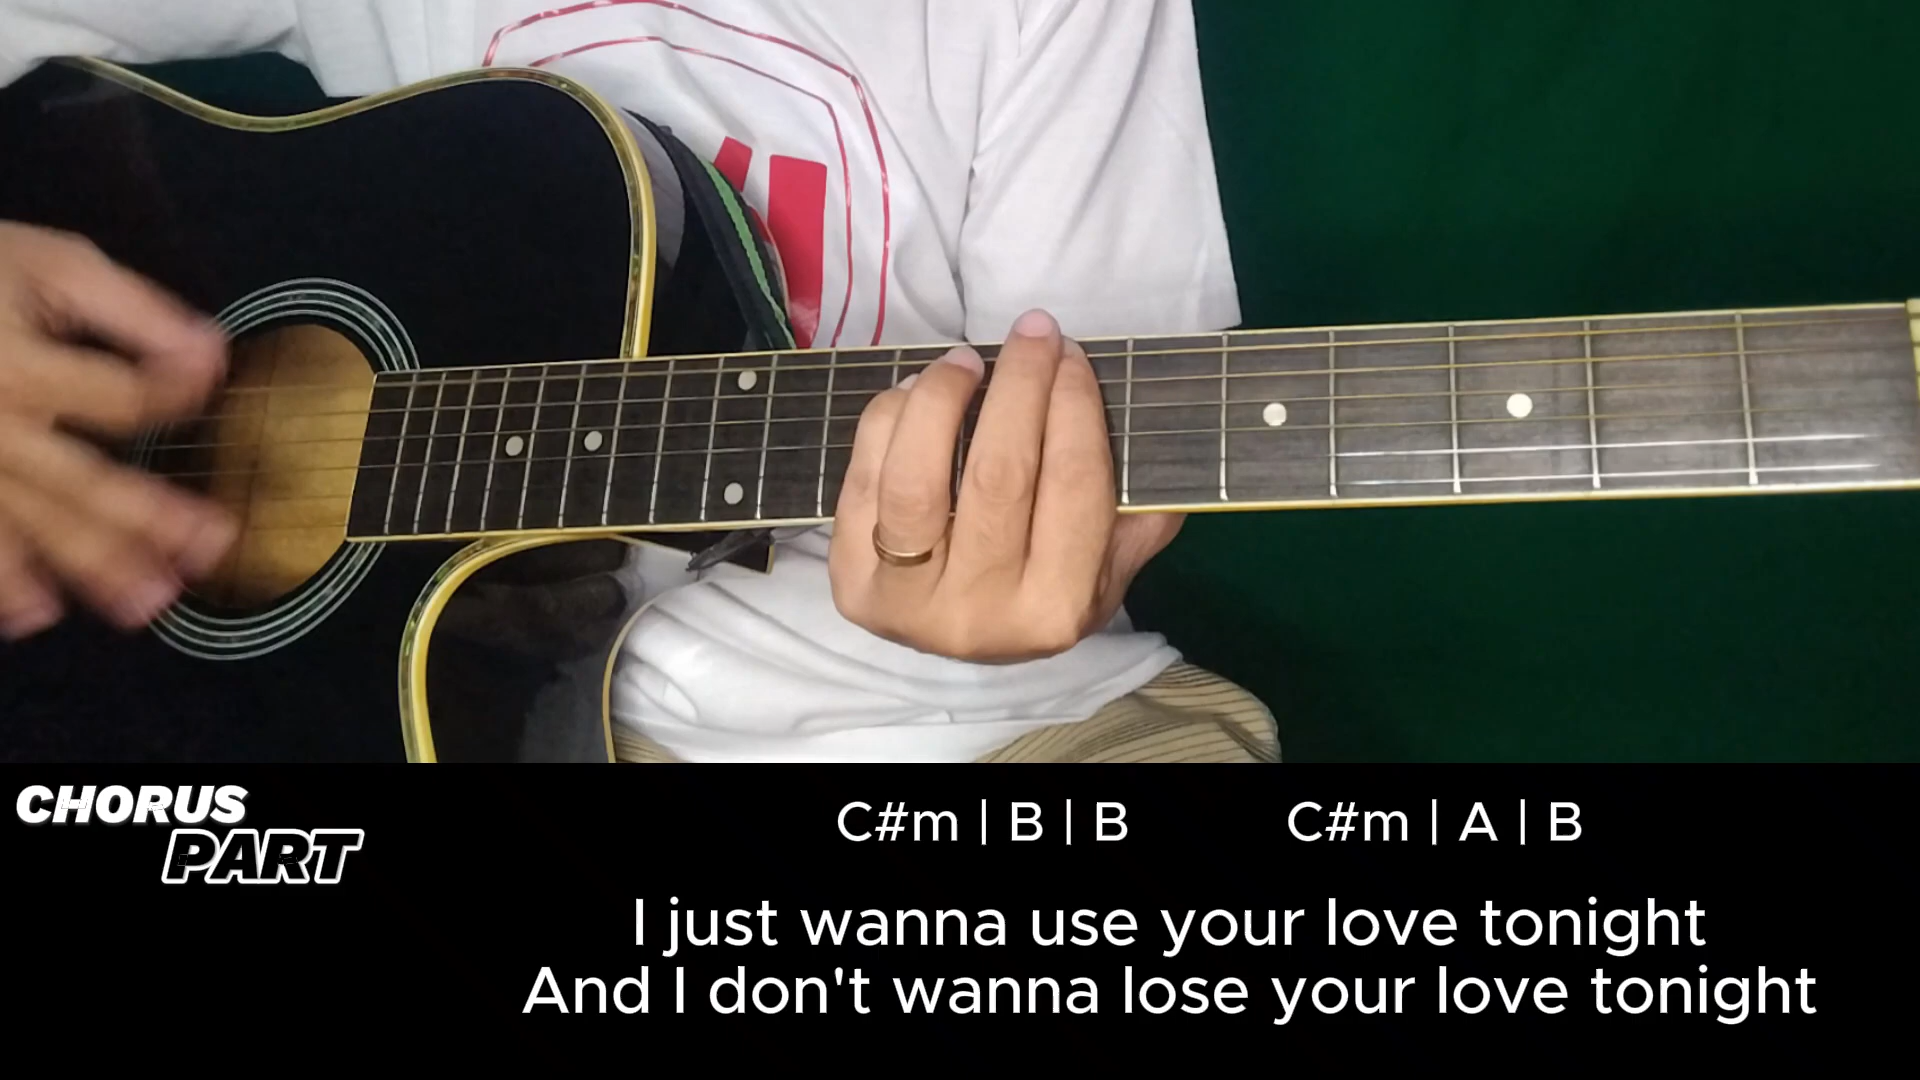 CHORUS
PART
C#m | B | B C#m | A | B
I just wanna use your love tonight
And I don't wanna lose your love tonight